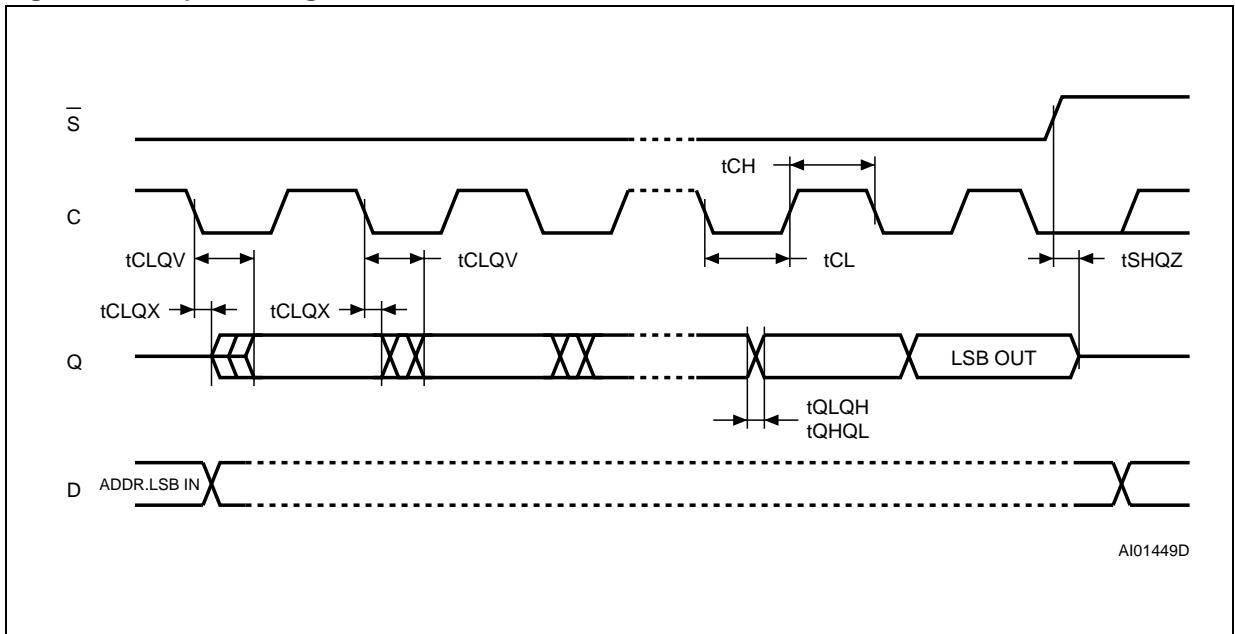 S
tCH
C
tCLQV
tCLQV
tCL
tSHQZ
tCLQX
tCLQX
Q
LSB OUT
tQLQH
tQHQL
D
ADDR.LSB IN
AI01449D